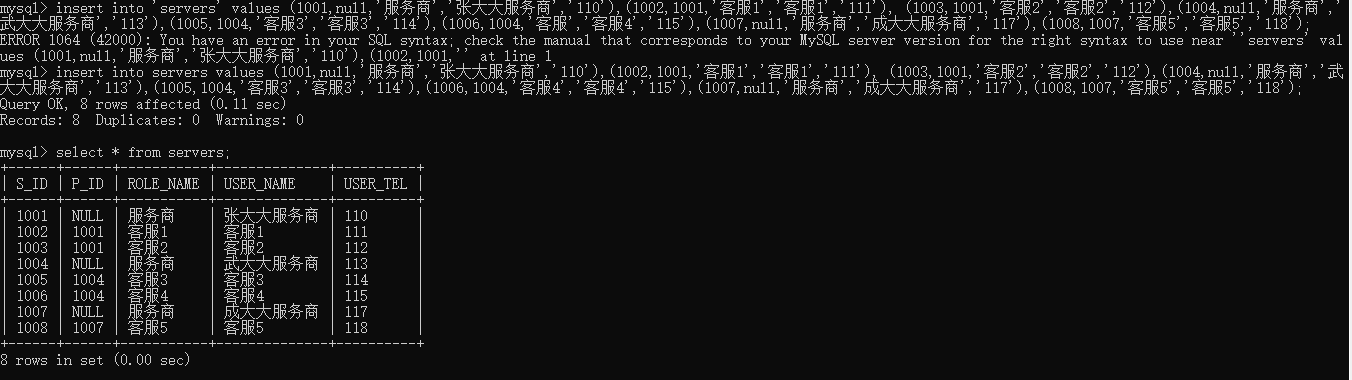 mysql> insert into 'servers' values (1001,null,'服务商','张大大服务商','110'),(1002,1001,'客服1','客服1','111'), (1003,1001,'客服2','客服2','112'),(1004,null,'服务商','
武大大服务商','113'),(1005,1004,'客服3','客服3','114'),(1006,1004,'客服','客服4','115'),(1007,null,'服务商','成大大服务商','117'),(1008,1007,'客服5','客服5','118');
ERROR 1064 (42000): You have an error in your SQL syntax; check the manual that corresponds to your MySQL server version for the right syntax to use near ''servers' val
ues (1001,null,'服务商','张大大服务商','110'),(1002,1001,'' at line 1
mysql> insert into servers values (1001,null,'服务商','张大大服务商','110'),(1002,1001,'客服1','客服1','111'), (1003,1001,'客服2','客服2','112'),(1004,null,'服务商','武
大大服务商','113'),(1005,1004,'客服3','客服3','114'),(1006,1004,'客服4','客服4','115'),(1007,null,'服务商','成大大服务商','117'),(1008,1007,'客服5','客服5','118');
Query OK, 8 rows affected (0.11 sec)
Records: 8  Duplicates: 0  Warnings: 0
mysql> select * from servers;
+------+------+-----------+--------------+----------+
| S_ID | P_ID | ROLE_NAME | USER_NAME | USER_TEL |
+------+------+-----------+--------------+----------+
| 1001 | NULL | 服务商 | 张大大服务商 | 110 |
| 1002 | 1001 | 客服1 | 客服1 | 111 |
| 1003 | 1001 | 客服2 | 客服2 | 112 |
| 1004 | NULL | 服务商 | 武大大服务商 | 113 |
| 1005 | 1004 | 客服3 | 客服3 | 114 |
| 1006 | 1004 | 客服4 | 客服4 | 115 |
| 1007 | NULL | 服务商 | 成大大服务商 | 117 |
| 1008 | 1007 | 客服5 | 客服5 | 118 |
+------+------+-----------+--------------+----------+
8 rows in set (0.00 sec)